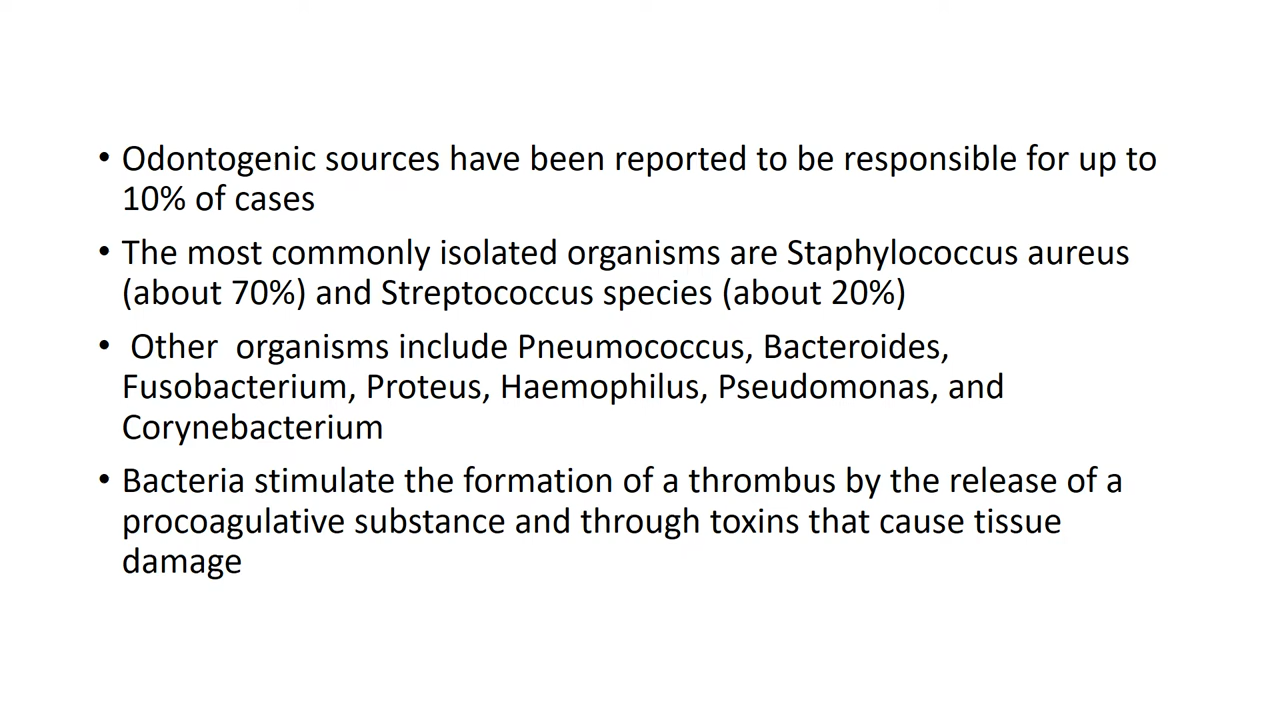 • Odontogenic sources have been reported to be responsible for up to
10% of cases
• The most commonly isolated organisms are Staphylococcus aureus
(about 70%) and Streptococcus species (about 20%)
•  Other  organisms include Pneumococcus, Bacteroides,
Fusobacterium, Proteus, Haemophilus, Pseudomonas, and
Corynebacterium
• Bacteria stimulate the formation of a thrombus by the release of a
procoagulative substance and through toxins that cause tissue
damage